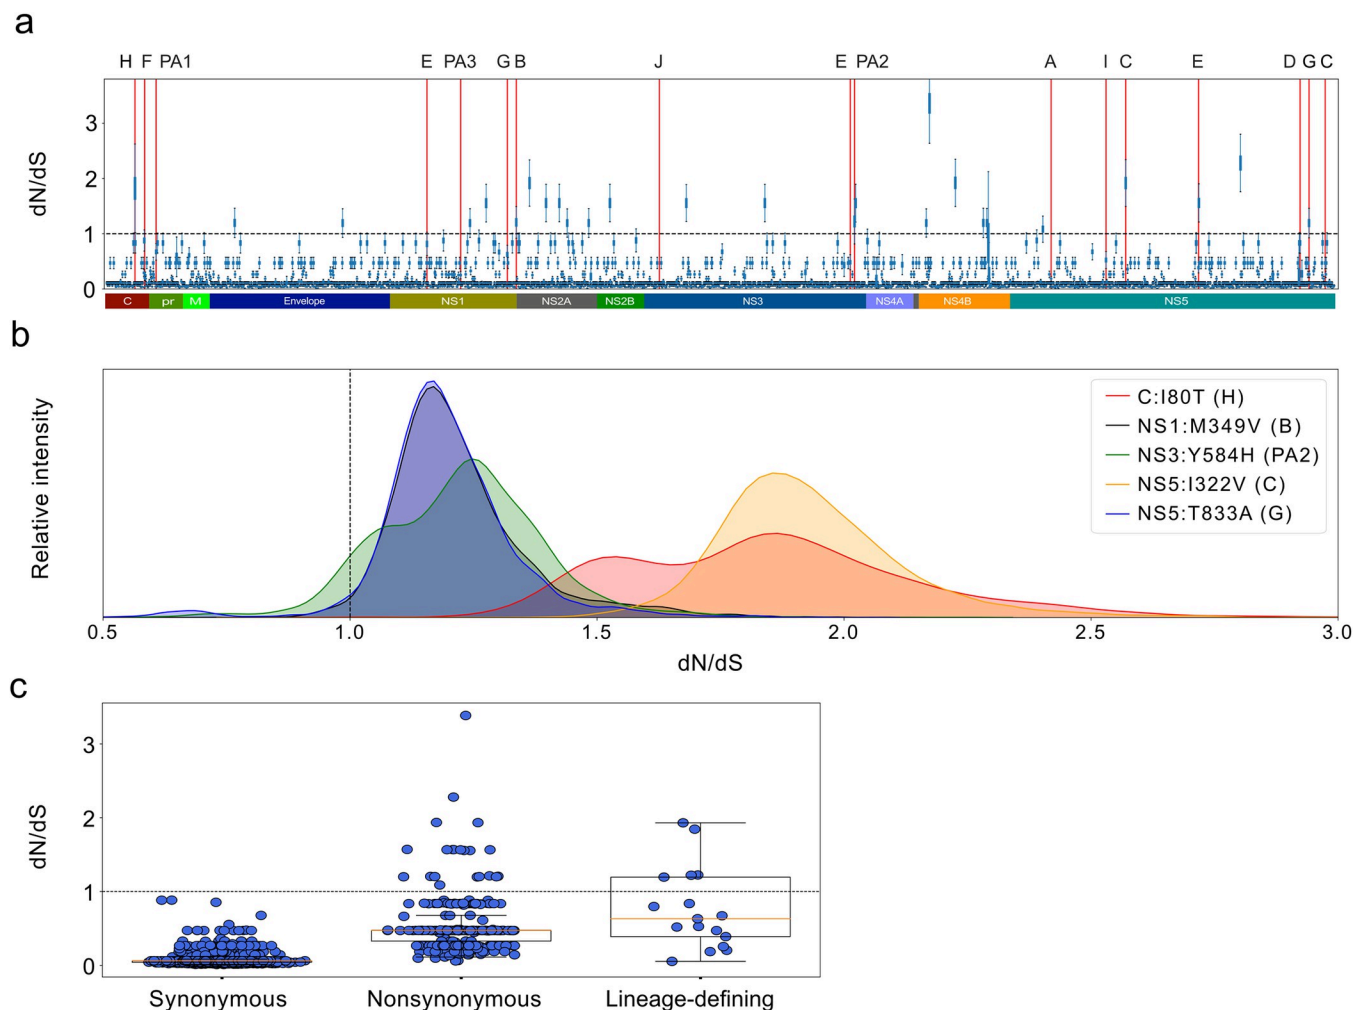 a
H F PA1 E PA3 G B J E PA2 A I C E D G C
dN/dS
3
2
1
0
C pr M Envelope NS1 NS2A NS2B NS3 NS4A NS4B NS5
b
Relative intensity
C:I80T (H)
NS1:M349V (B)
NS3:Y584H (PA2)
NS5:I322V (C)
NS5:T833A (G)
0.5 1.0 1.5 2.0 2.5 3.0
dN/dS
c
dN/dS
3
2
1
0
Synonymous Nonsynonymous Lineage-defining